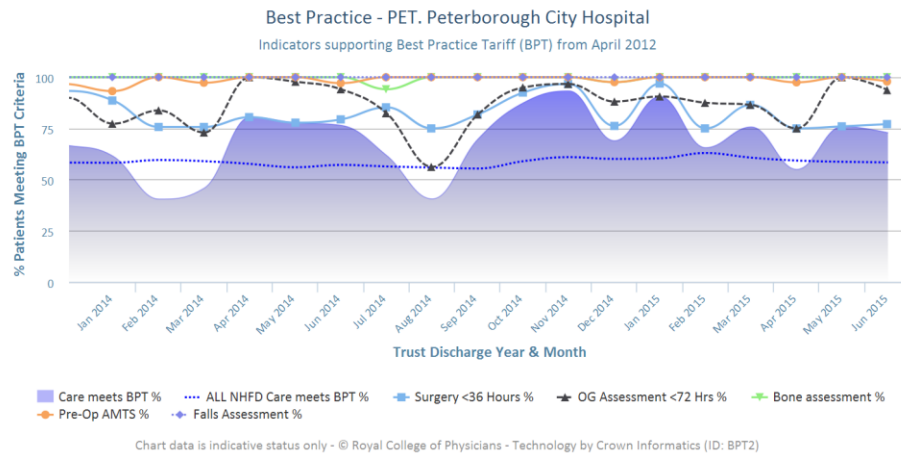 Best Practice - PET. Peterborough City Hospital
Indicators supporting Best Practice Tariff (BPT) from April 2012
% Patients Meeting BPT Criteria
100
75
50
25
0
Jan 2014 Feb 2014 Mar 2014 Apr 2014 May 2014 Jun 2014 Jul 2014 Aug 2014 Sep 2014 Oct 2014 Nov 2014 Dec 2014 Jan 2015 Feb 2015 Mar 2015 Apr 2015 May 2015 Jun 2015
Trust Discharge Year & Month
Care meets BPT % ALL NHFD Care meets BPT % Surgery <36 Hours % OG Assessment <72 Hrs % Bone assessment %
Pre-Op AMTS % Falls Assessment %
Chart data is indicative status only - © Royal College of Physicians - Technology by Crown Informatics (ID: BPT2)